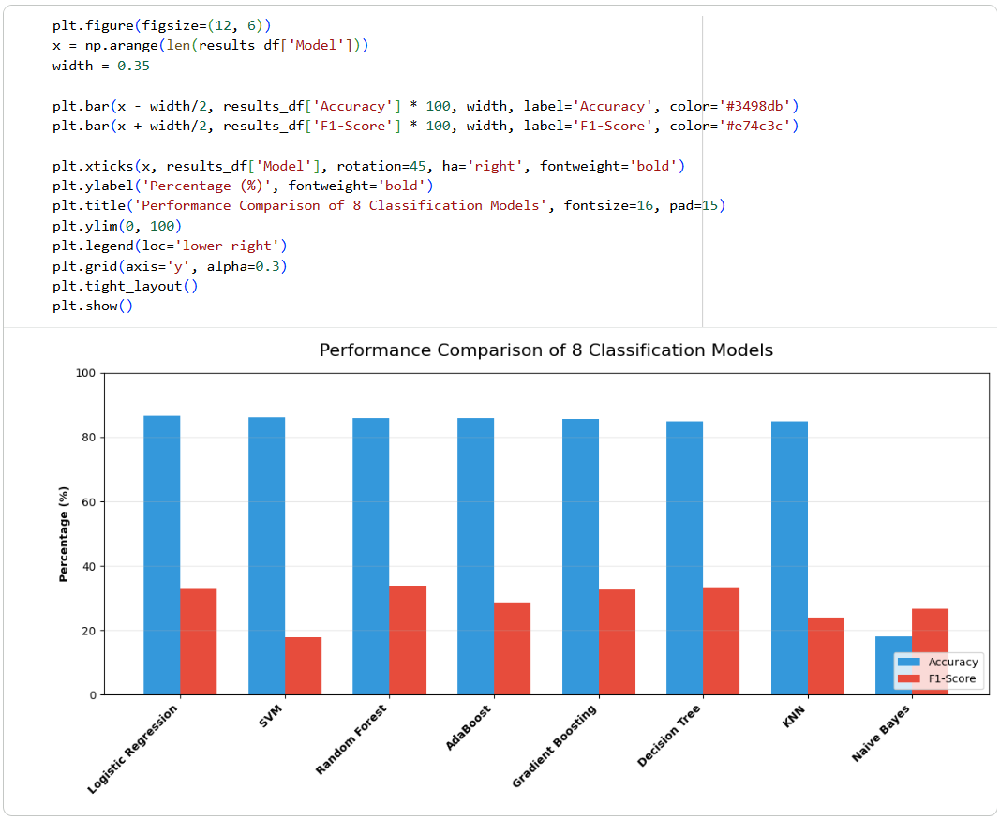 plt.figure(figsize=(12, 6))
x = np.arange(len(results_df['Model']))
width = 0.35
plt.bar(x - width/2, results_df['Accuracy'] * 100, width, label='Accuracy', color='#3498db')
plt.bar(x + width/2, results_df['F1-Score'] * 100, width, label='F1-Score', color='#e74c3c')
plt.xticks(x, results_df['Model'], rotation=45, ha='right', fontweight='bold')
plt.ylabel('Percentage (%)', fontweight='bold')
plt.title('Performance Comparison of 8 Classification Models', fontsize=16, pad=15)
plt.ylim(0, 100)
plt.legend(loc='lower right')
plt.grid(axis='y', alpha=0.3)
plt.tight_layout()
plt.show()
Performance Comparison of 8 Classification Models
Percentage (%)
100
80
60
40
20
0
Accuracy
F1-Score
Logistic Regression
SVM
Random Forest
AdaBoost
Gradient Boosting
Decision Tree
KNN
Naive Bayes